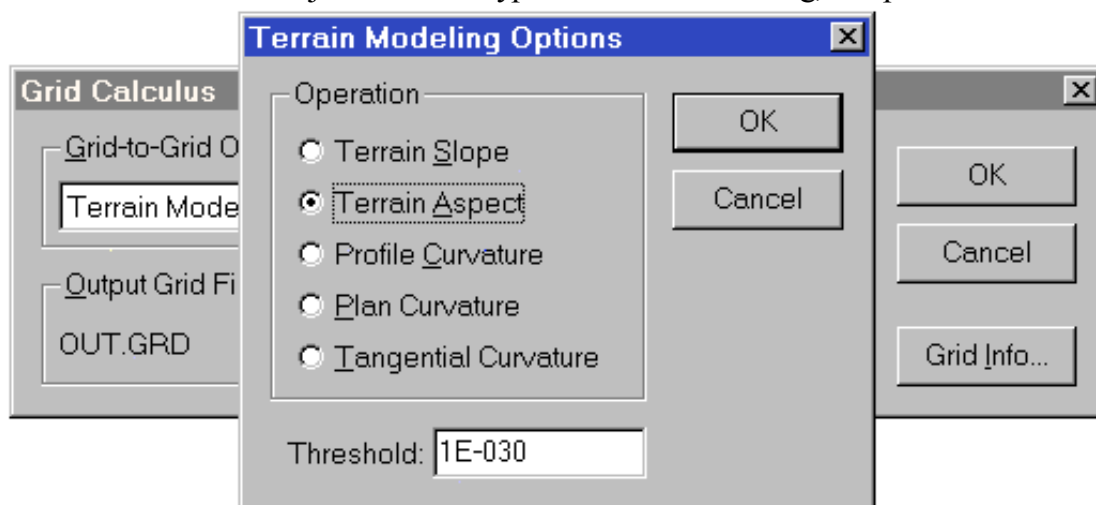 Terrain Modeling Options
Grid Calculus
Operation
Terrain Slope
Terrain Aspect
Profile Curvature
Plan Curvature
Tangential Curvature
Threshold: 1E-030
OK
Cancel
Grid-to-Grid O
Terrain Mode
Output Grid Fi
OUT.GRD
OK
Cancel
Grid Info...